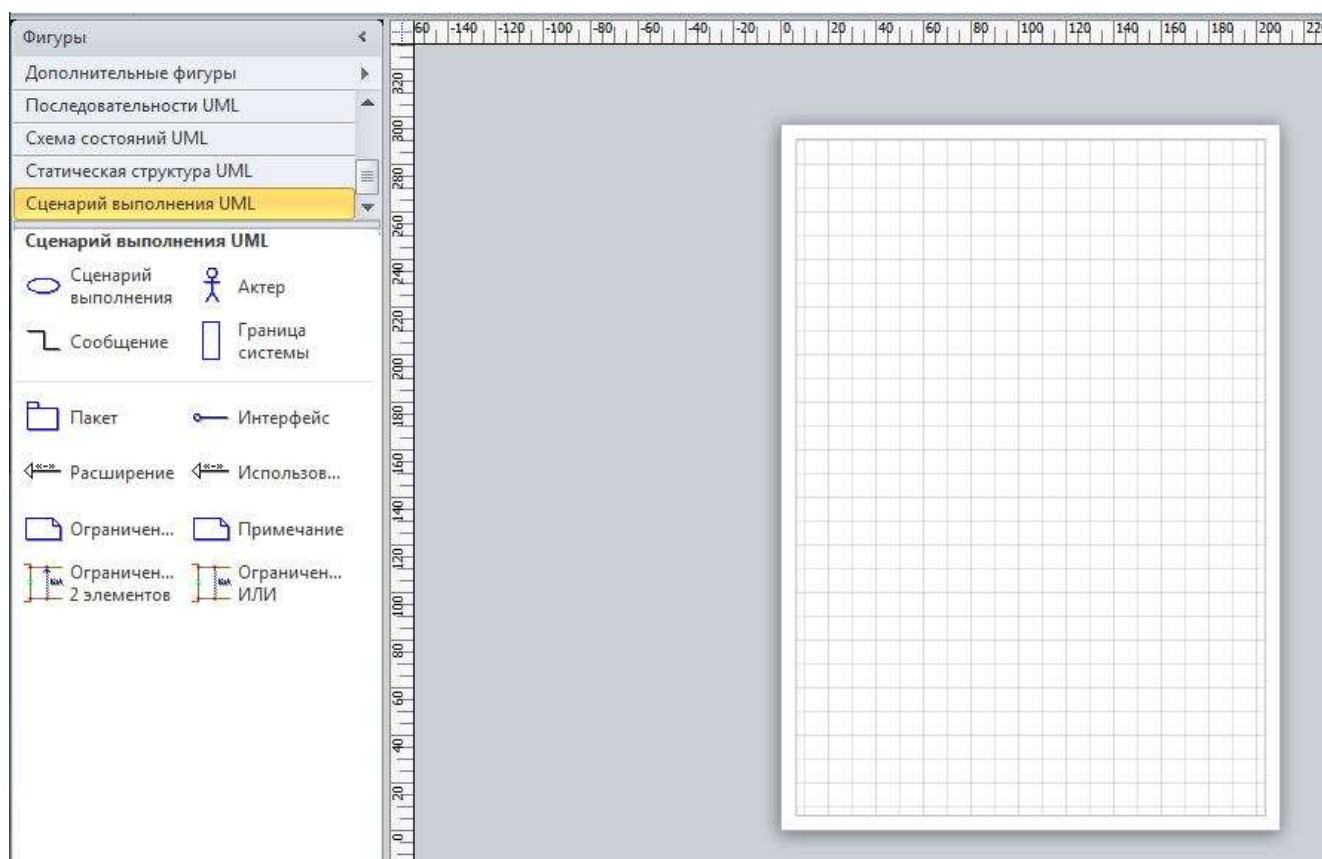 Фигуры
Дополнительные фигуры
Последовательности UML
Схема состояний UML
Статическая структура UML
Сценарий выполнения UML
Сценарий выполнения UML
Сценарий
выполнения
Актер
Сообщение
Граница
системы
Пакет
Интерфейс
Расширение
Использов...
Ограничен...
Примечание
Ограничен...
2 элементов
Ограничен...
ИЛИ
60 -140 -120 -100 -80 -60 -40 -20 0 20 40 60 80 100 120 140 160 180 200 22
320
300
280
260
240
220
200
180
160
140
120
100
80
60
40
20
0